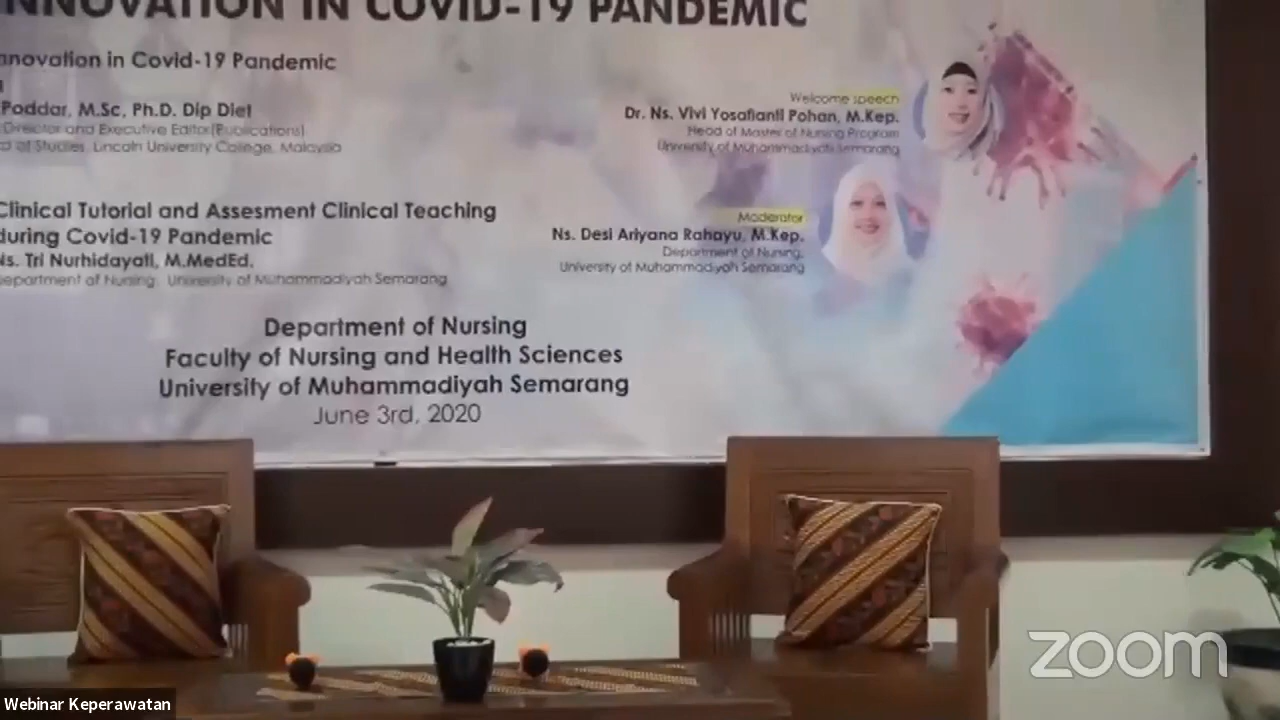 INNOVATION IN COVID-19 PANDEMIC
nnovation in Covid-19 Pandemic
Poddar, M.Sc, Ph.D. Dip Diet
Director and Executive Editor(Publications)
d of Studies, Lincoln University College, Malaysia
Clinical Tutorial and Assesment Clinical Teaching
during Covid-19 Pandemic
Ns. Tri Nurhidayati, M.MedEd.
Department of Nursing, University of Muhammadiyah Semarang
Welcome speech
Dr. Ns. Vivi Yosafianti Pohan, M.Kep.
Head of Master of Nursing Program
University of Muhammadiyah Semarang
Moderator
Ns. Desi Ariyana Rahayu, M.Kep.
Department of Nursing,
University of Muhammadiyah Semarang
Department of Nursing
Faculty of Nursing and Health Sciences
University of Muhammadiyah Semarang
June 3rd, 2020
zoom
Webinar Keperawatan